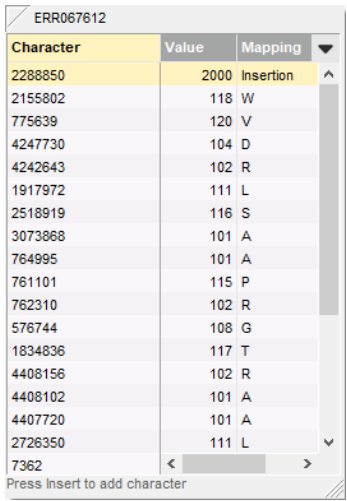 ERR067612
Character Value Mapping
2288850 2000 Insertion
2155802 118 W
775639 120 V
4247730 104 D
4242643 102 R
1917972 111 L
2518919 116 S
3073868 101 A
764995 101 A
761101 115 P
762310 102 R
576744 108 G
1834836 117 T
4408156 102 R
4408102 101 A
4407720 101 A
2726350 111 L
7362
Press Insert to add character